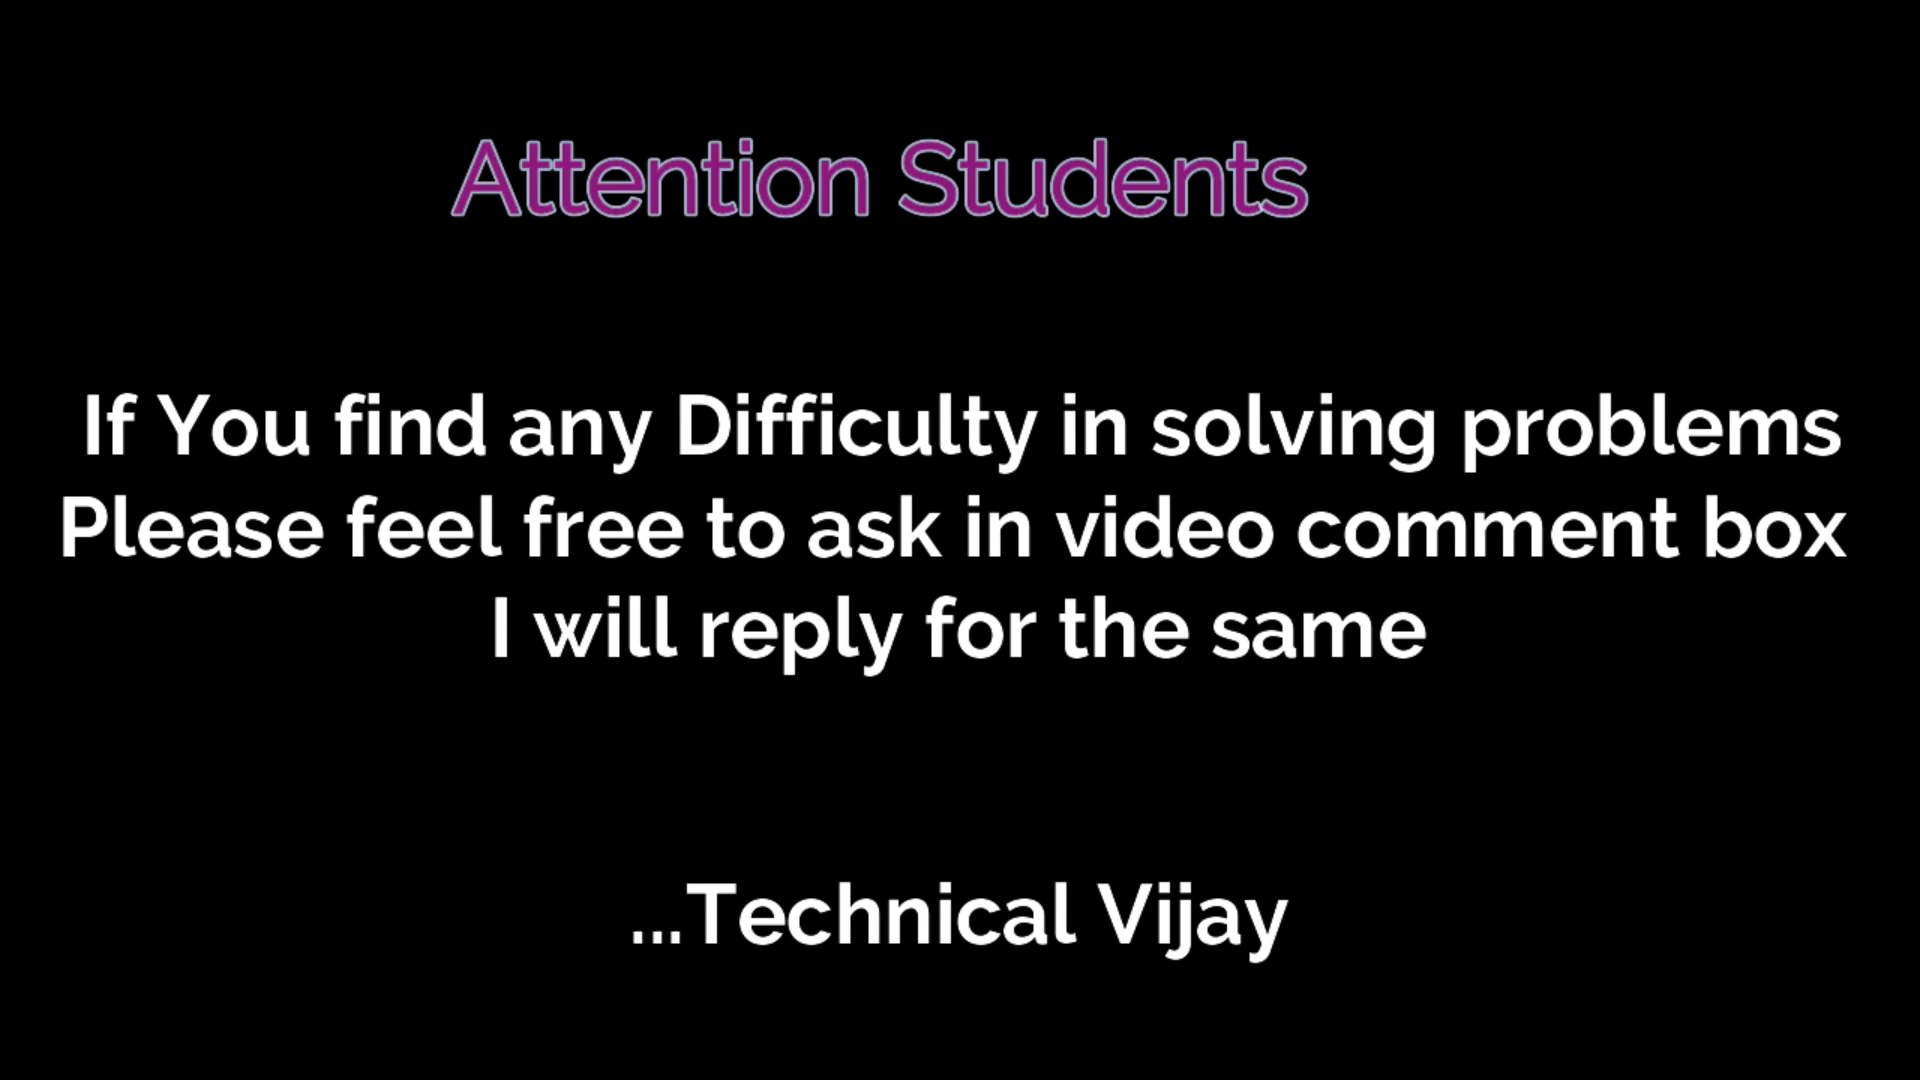 Attention Students
If You find any Difficulty in solving problems
Please feel free to ask in video comment box
I will reply for the same
...Technical Vijay